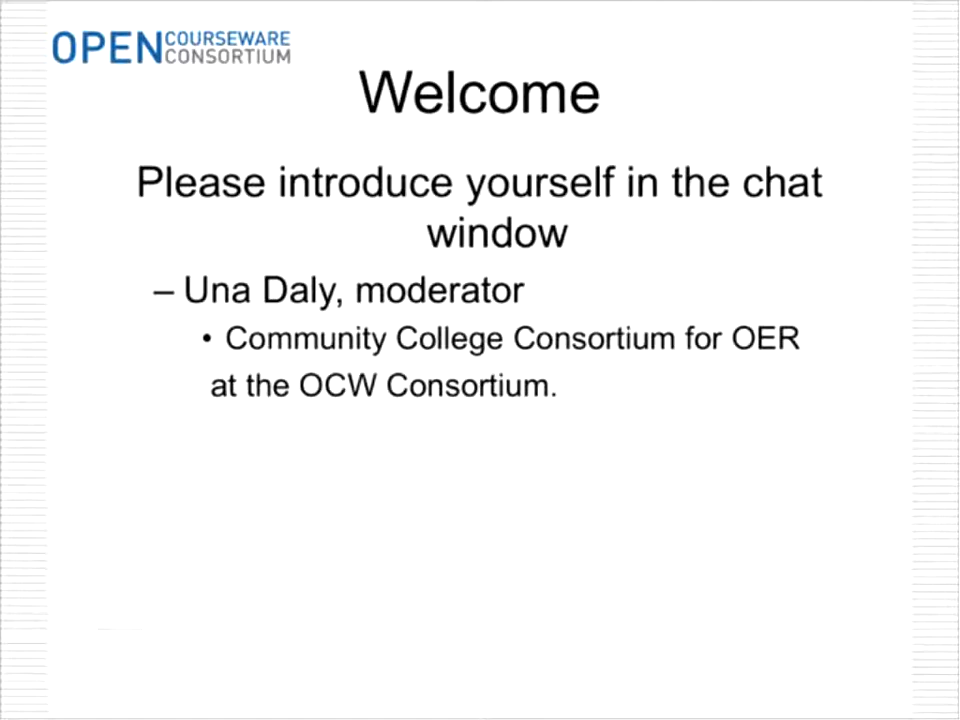 OPEN COURSEWARE
CONSORTIUM
Welcome
Please introduce yourself in the chat
window
– Una Daly, moderator
• Community College Consortium for OER
at the OCW Consortium.